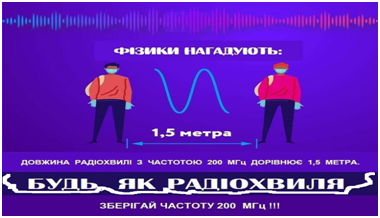 ФІЗИКИ НАГАДУЮТЬ:
1,5 метра
ДОВЖИНА РАДІОХВИЛІ З ЧАСТОТОЮ 200 МГц ДОРІВНЮЄ 1,5 МЕТРА.
БУДЬ ЯК РАДІОХВИЛЯ
ЗБЕРІГАЙ ЧАСТОТУ 200 МГц !!!